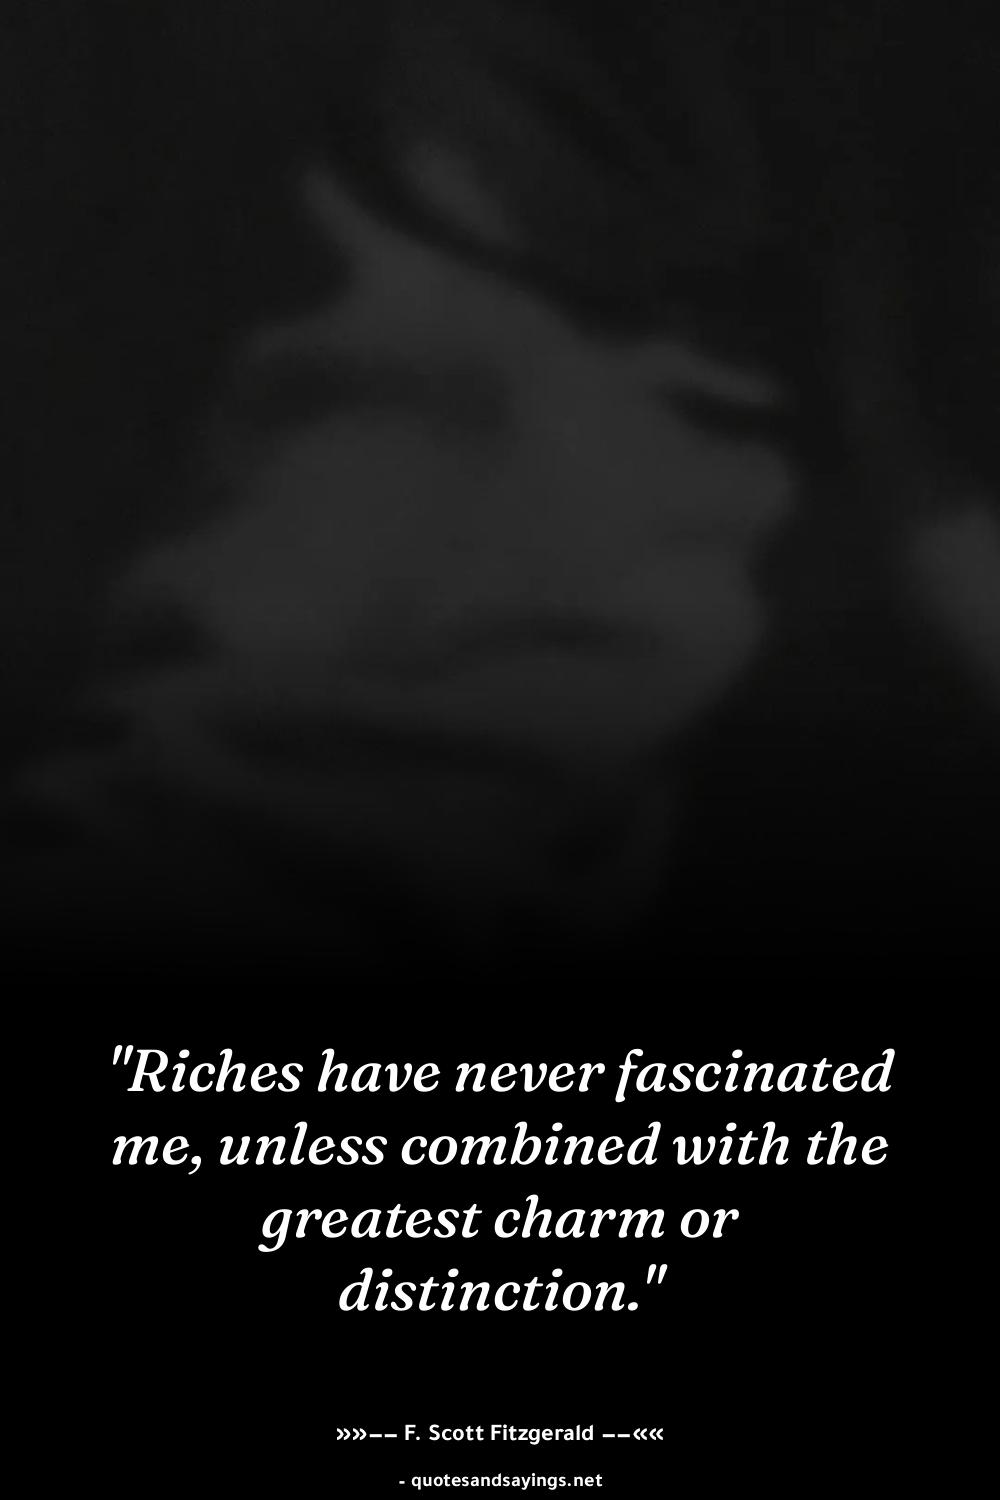 "Riches have never fascinated
me, unless combined with the
greatest charm or
distinction."
»»−− F. Scott Fitzgerald −−««
- quotesandsayings.net